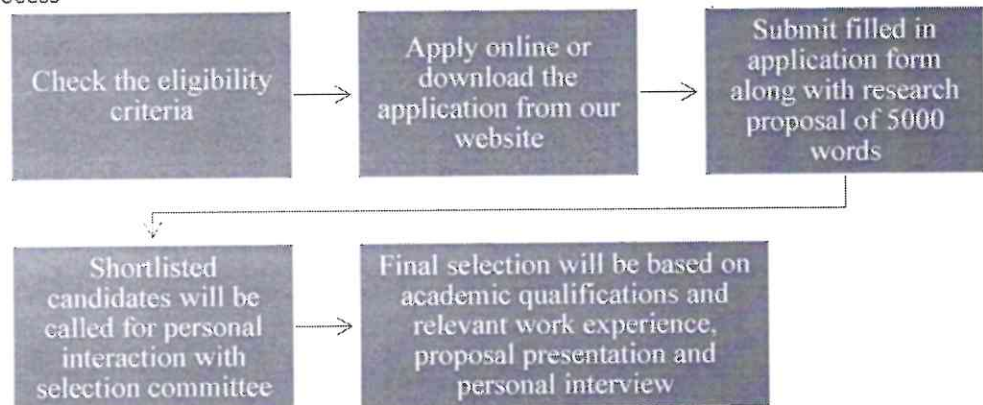 Check the eligibility
criteria
Apply online or
download the
application from our
website
Submit filled in
application form
along with research
proposal of 5000
words
Shortlisted
candidates will be
called for personal
interaction with
selection committee
Final selection will be based on
academic qualifications and
relevant work experience,
proposal presentation and
personal interview